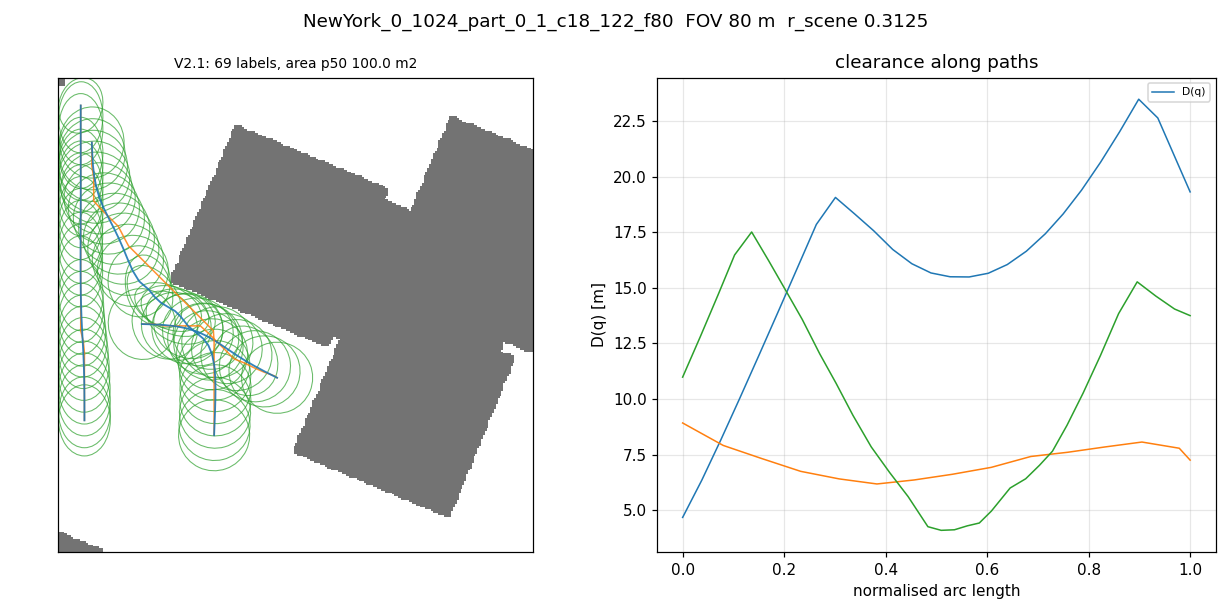 NewYork_0_1024_part_0_1_c18_122_f80  FOV 80 m  r_scene 0.3125
V2.1: 69 labels, area p50 100.0 m2
clearance along paths
D(q)
22.5
20.0
17.5
15.0
12.5
10.0
7.5
5.0
D(q) [m]
0.0
0.2
0.4
0.6
0.8
1.0
normalised arc length